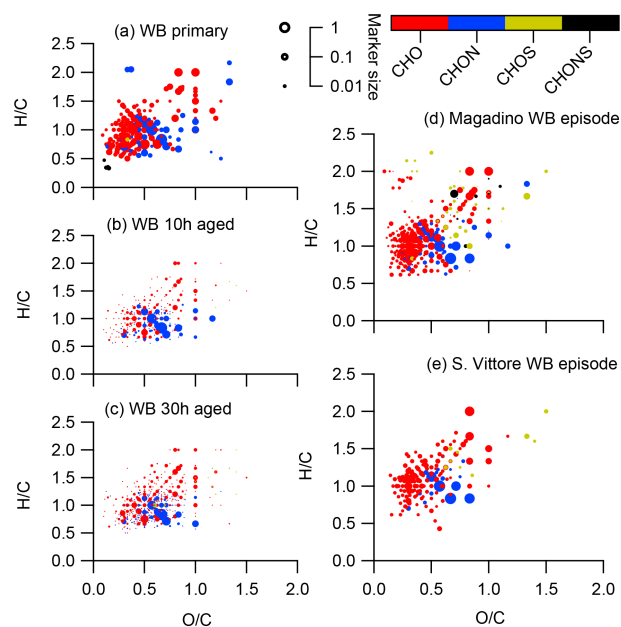 (a) WB primary
2.5
2.0
1.5
1.0
0.5
0.0
H/C
1
0.1
0.01
Marker size
CHO
CHON
CHOS
CHONS
(b) WB 10h aged
2.5
2.0
1.5
1.0
0.5
0.0
H/C
(c) WB 30h aged
2.5
2.0
1.5
1.0
0.5
0.0
H/C
0.0 0.5 1.0 1.5 2.0
O/C
(d) Magadino WB episode
2.5
2.0
1.5
1.0
0.5
0.0
H/C
(e) S. Vittore WB episode
2.5
2.0
1.5
1.0
0.5
0.0
H/C
0.0 0.5 1.0 1.5 2.0
O/C